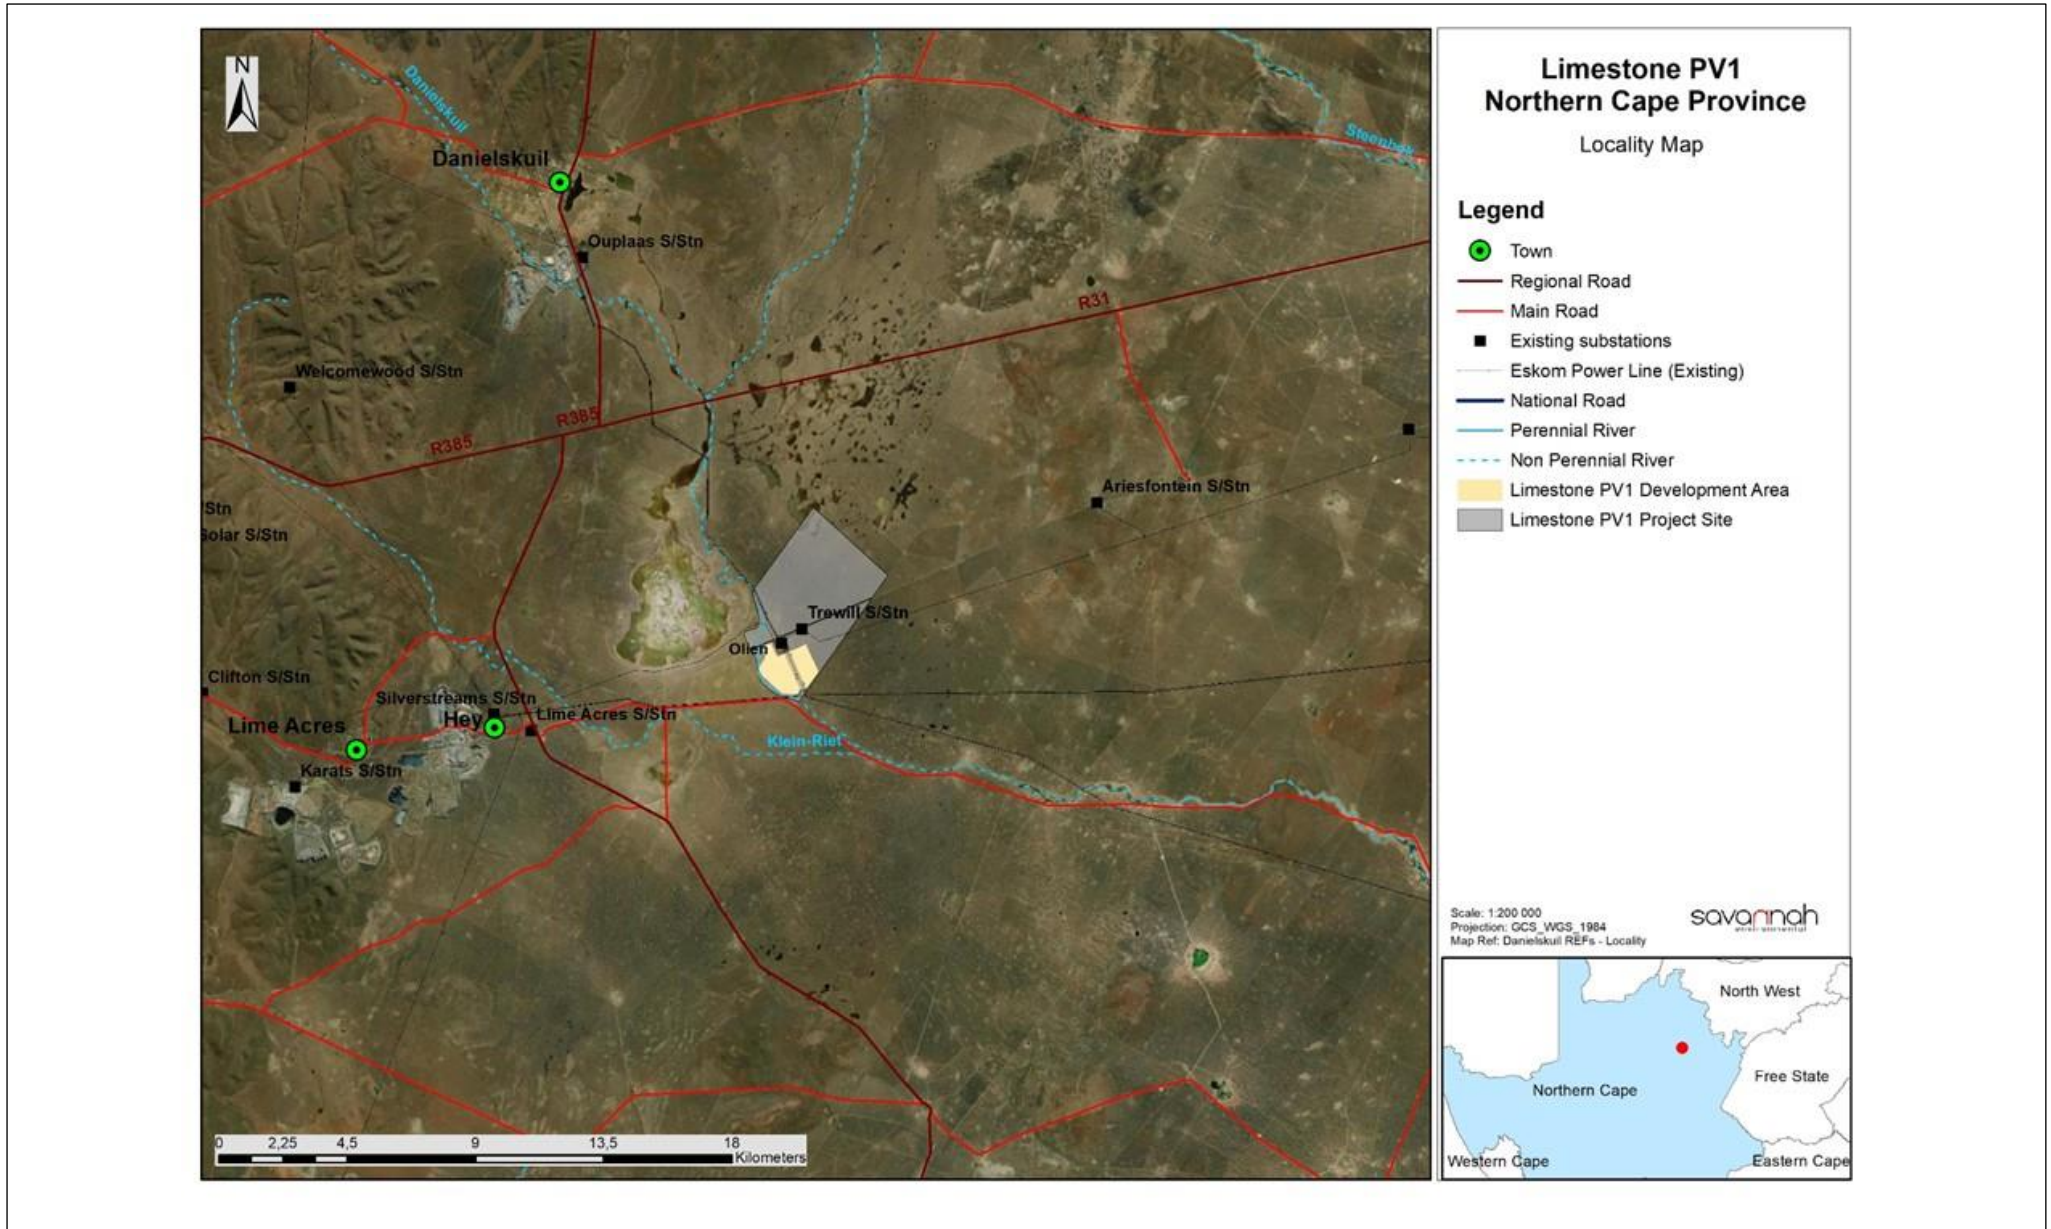 N
Danielskuil
Danielskuil
Steenbok
Ouplaas S/Stn
R31
Welcomewood S/Stn
R385
R385
Ariesfontein S/Stn
/Stn
Solar S/Stn
Trewill S/Stn
Olien
Clifton S/Stn
Silverstreams S/Stn
Hey
Lime Acres S/Stn
Lime Acres
Klein-Riet
Karats S/Stn
0 2,25 4,5 9 13,5 18
Kilometers
Limestone PV1
Northern Cape Province
Locality Map
Legend
Town
Regional Road
Main Road
Existing substations
Eskom Power Line (Existing)
National Road
Perennial River
Non Perennial River
Limestone PV1 Development Area
Limestone PV1 Project Site
Scale: 1:200 000
Projection: GCS_WGS_1984
Map Ref: Danielskuil REFs - Locality
savannah
environmental
North West
Free State
Northern Cape
Western Cape
Eastern Cape